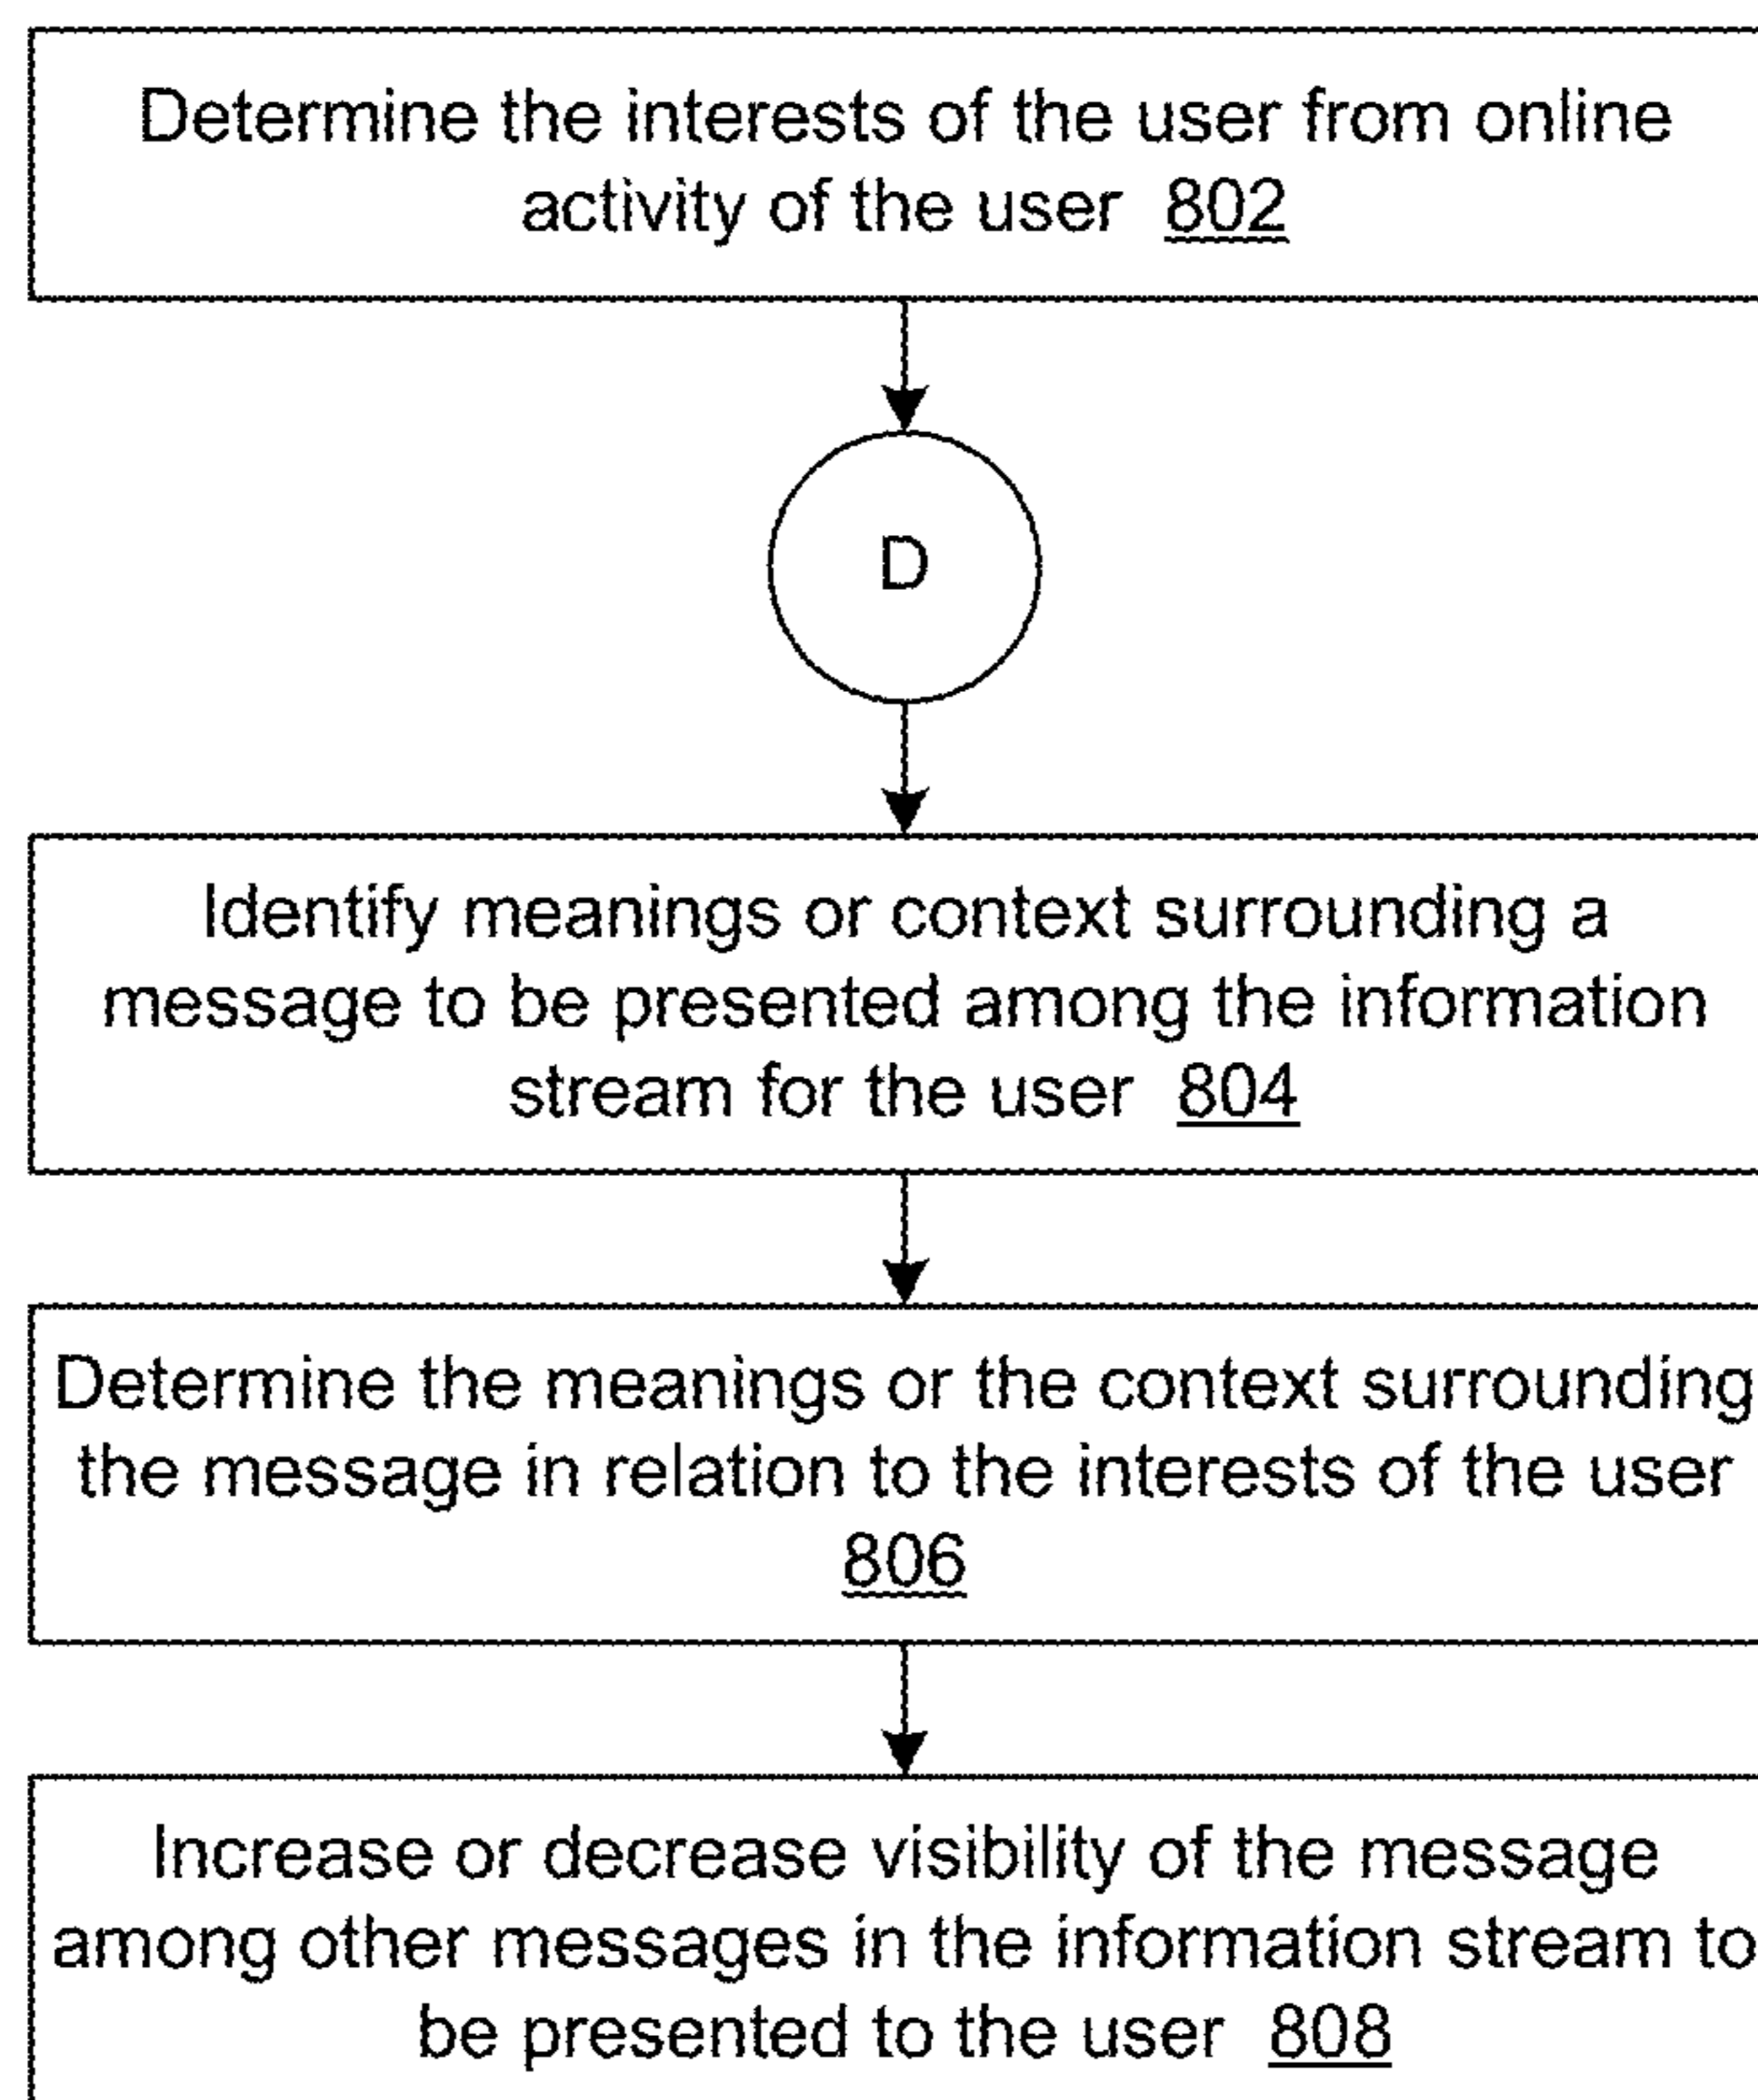 Determine the interests of the user from online
activity of the user 802
D
Identify meanings or context surrounding a
message to be presented among the information
stream for the user 804
Determine the meanings or the context surrounding
the message in relation to the interests of the user
806
Increase or decrease visibility of the message
among other messages in the information stream to
be presented to the user 808